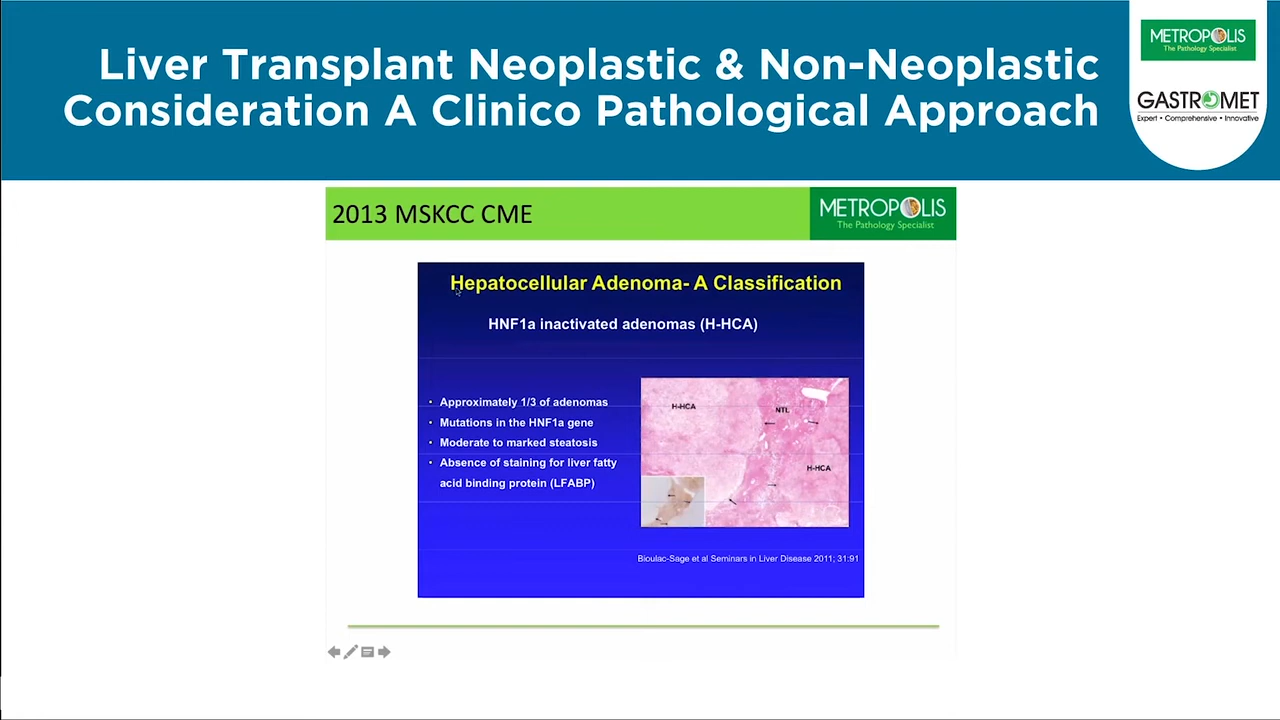 Liver Transplant Neoplastic & Non-Neoplastic
Consideration A Clinico Pathological Approach
METROPOLIS
The Pathology Specialist
GASTROMET
Expert • Comprehensive • Innovative
2013 MSKCC CME
METROPOLIS
The Pathology Specialist
Hepatocellular Adenoma- A Classification
HNF1a inactivated adenomas (H-HCA)
• Approximately 1/3 of adenomas
• Mutations in the HNF1a gene
• Moderate to marked steatosis
• Absence of staining for liver fatty
acid binding protein (LFABP)
H-HCA
NTL
H-HCA
Bioulac-Sage et al Seminars in Liver Disease 2011; 31:91